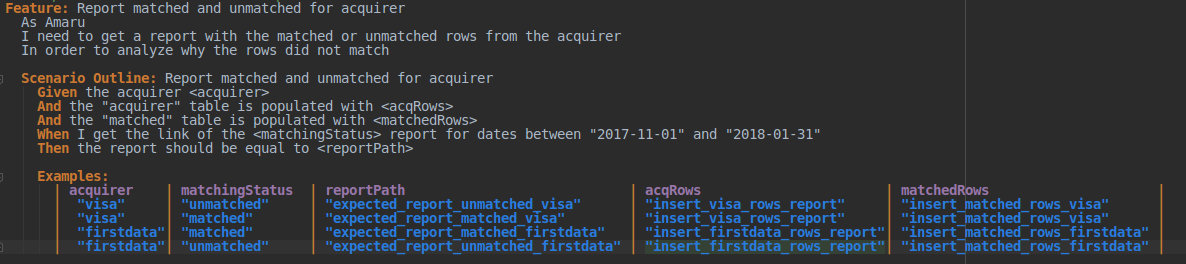 Feature: Report matched and unmatched for acquirer
As Amaru
I need to get a report with the matched or unmatched rows from the acquirer
In order to analyze why the rows did not match
Scenario Outline: Report matched and unmatched for acquirer
Given the acquirer <acquirer>
And the "acquirer" table is populated with <acqRows>
And the "matched" table is populated with <matchedRows>
When I get the link of the <matchingStatus> report for dates between "2017-11-01" and "2018-01-31"
Then the report should be equal to <reportPath>
Examples:
| acquirer | matchingStatus | reportPath | acqRows | matchedRows |
| "visa" | "unmatched" | "expected_report_unmatched_visa" | "insert_visa_rows_report" | "insert_matched_rows_visa" |
| "visa" | "matched" | "expected_report_matched_visa" | "insert_visa_rows_report" | "insert_matched_rows_visa" |
| "firstdata" | "matched" | "expected_report_matched_firstdata" | "insert_firstdata_rows_report" | "insert_matched_rows_firstdata" |
| "firstdata" | "unmatched" | "expected_report_unmatched_firstdata" | "insert_firstdata_rows_report" | "insert_matched_rows_firstdata" |